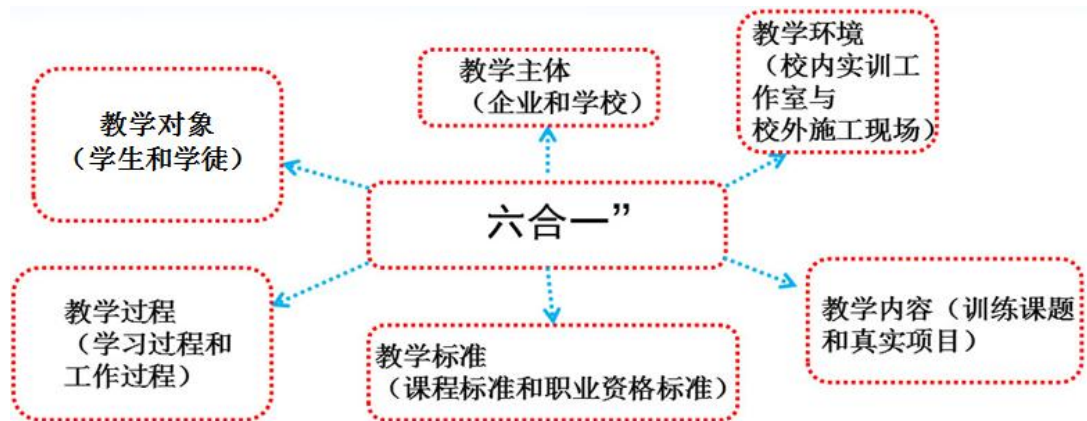 教学对象
（学生和学徒）
教学主体
（企业和学校）
教学环境
（校内实训工
作室与
校外施工现场）
六合一”
教学过程
（学习过程和
工作过程）
教学标准
（课程标准和职业资格标准）
教学内容（训练课题
和真实项目）